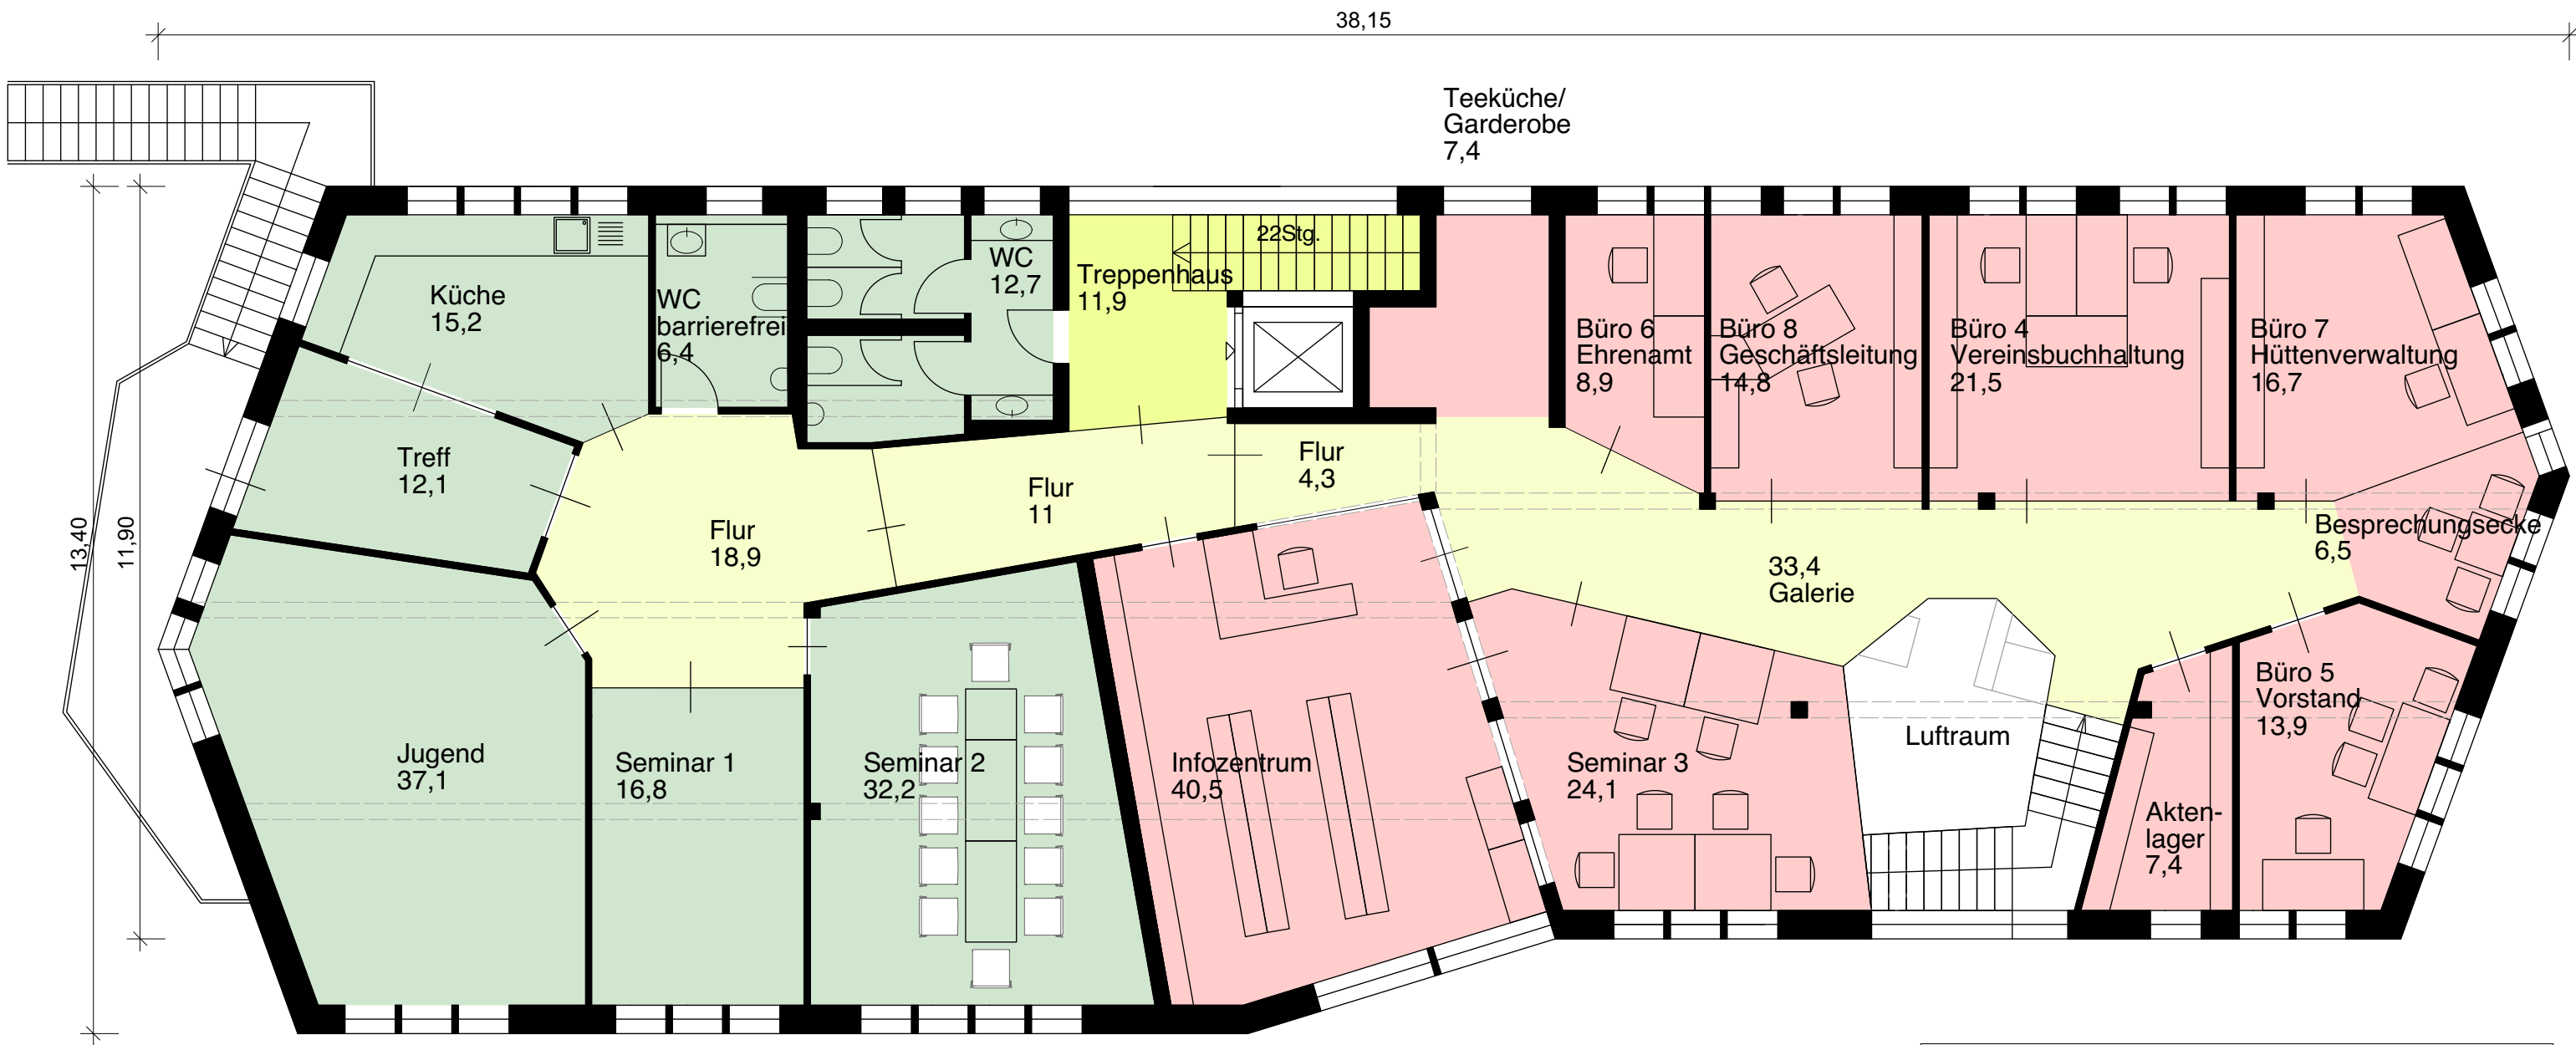 38,15
Teeküche/
Garderobe
7,4
22Stg.
WC
12,7
Treppenhaus
11,9
Küche
15,2
WC
barrierefrei
6,4
Büro 6
Ehrenamt
8,9
Büro 8
Geschäftsleitung
14,8
Büro 4
Vereinsbuchhaltung
21,5
Büro 7
Hüttenverwaltung
16,7
Treff
12,1
Flur
18,9
Flur
11
Flur
4,3
Besprechungsecke
6,5
33,4
Galerie
13,40
11,90
Jugend
37,1
Seminar 1
16,8
Seminar 2
32,2
Infozentrum
40,5
Seminar 3
24,1
Luftraum
Büro 5
Vorstand
13,9
Akten-
lager
7,4